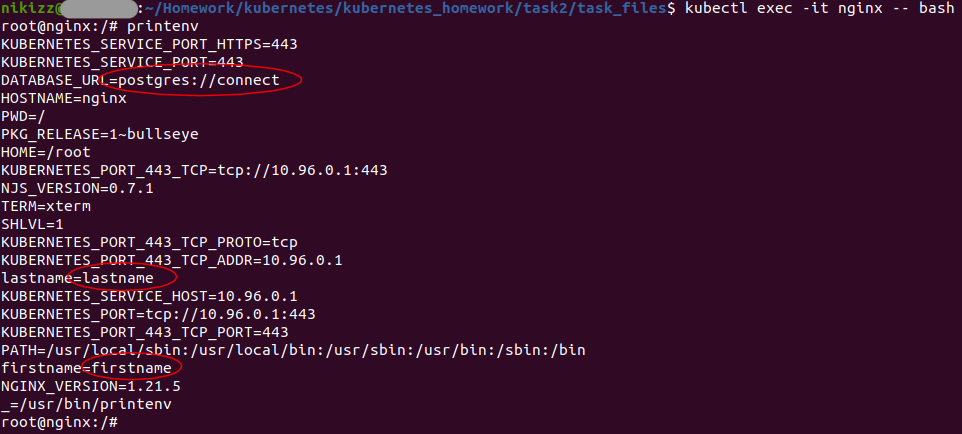 nikizz@:~/Homework/kubernetes/kubernetes_homework/task2/task_files$ kubectl exec -it nginx -- bash
root@nginx:/# printenv
KUBERNETES_SERVICE_PORT_HTTPS=443
KUBERNETES_SERVICE_PORT=443
DATABASE_URL=postgres://connect
HOSTNAME=nginx
PWD=/
PKG_RELEASE=1~bullseye
HOME=/root
KUBERNETES_PORT_443_TCP=tcp://10.96.0.1:443
NJS_VERSION=0.7.1
TERM=xterm
SHLVL=1
KUBERNETES_PORT_443_TCP_PROTO=tcp
KUBERNETES_PORT_443_TCP_ADDR=10.96.0.1
lastname=lastname
KUBERNETES_SERVICE_HOST=10.96.0.1
KUBERNETES_PORT=tcp://10.96.0.1:443
KUBERNETES_PORT_443_TCP_PORT=443
PATH=/usr/local/sbin:/usr/local/bin:/usr/sbin:/usr/bin:/sbin:/bin
firstname=firstname
NGINX_VERSION=1.21.5
_=/usr/bin/printenv
root@nginx:/#